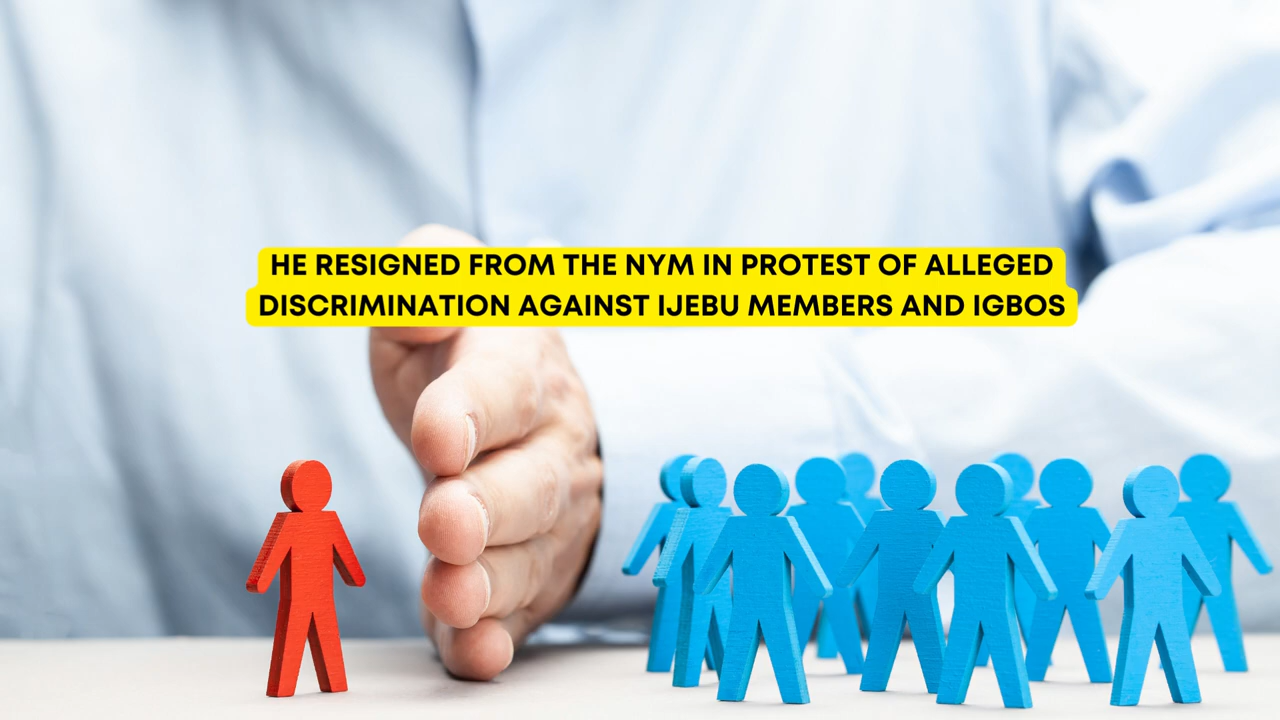 HE RESIGNED FROM THE NYM IN PROTEST OF ALLEGED
DISCRIMINATION AGAINST IJEBU MEMBERS AND IGBOS